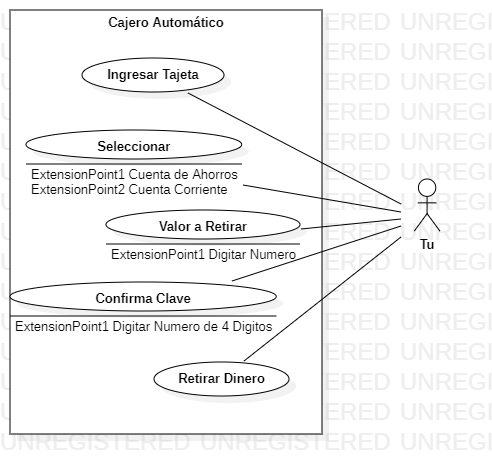 Cajero Automático
Ingresar Tajeta
Seleccionar
ExtensionPoint1 Cuenta de Ahorros
ExtensionPoint2 Cuenta Corriente
Valor a Retirar
ExtensionPoint1 Digitar Numero
Tu
Confirma Clave
ExtensionPoint1 Digitar Numero de 4 Digitos
Retirar Dinero
UNREGISTERED UNREGISTERED UNREGISTERED